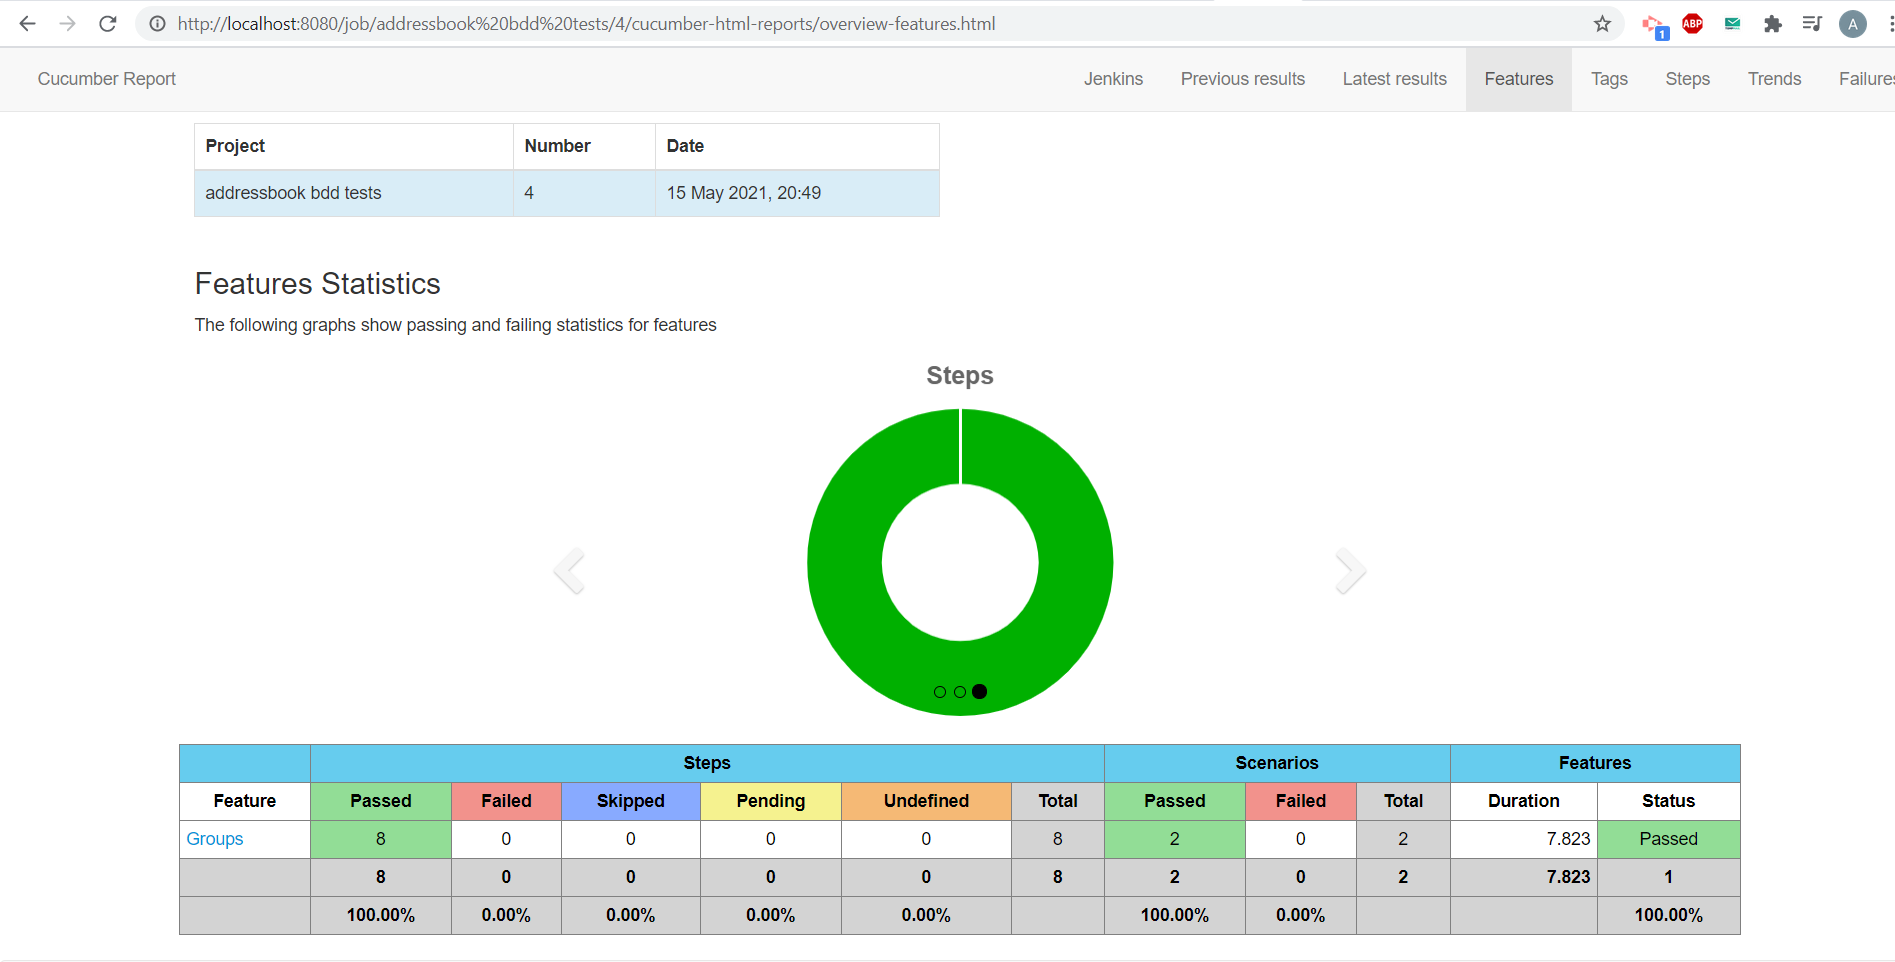 http://localhost:8080/job/addressbook%20bdd%20tests/4/cucumber-html-reports/overview-features.html
ABP
1
A
Cucumber Report Jenkins Previous results Latest results Features Tags Steps Trends Failures
Project Number Date
addressbook bdd tests 4 15 May 2021, 20:49
Features Statistics
The following graphs show passing and failing statistics for features
Steps
Steps Scenarios Features
Feature Passed Failed Skipped Pending Undefined Total Passed Failed Total Duration Status
Groups 8 0 0 0 0 8 2 0 2 7.823 Passed
8 0 0 0 0 8 2 0 2 7.823 1
100.00% 0.00% 0.00% 0.00% 0.00% 100.00% 0.00% 100.00%